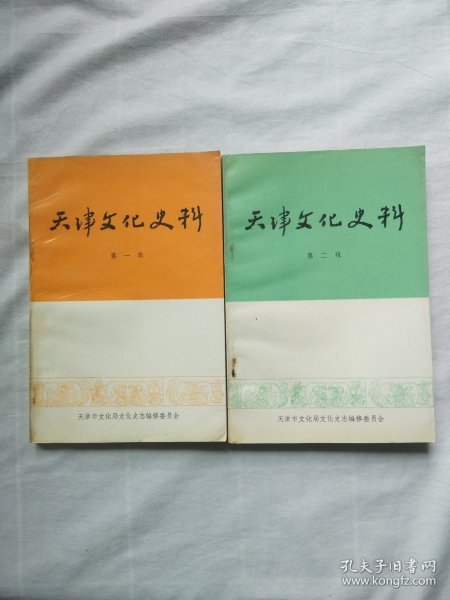 天津文化史料
第一辑
天津市文化局文化史志编修委员会
天津文化史料
第二辑
天津市文化局文化史志编修委员会
孔夫子旧书网
www.kongfz.com